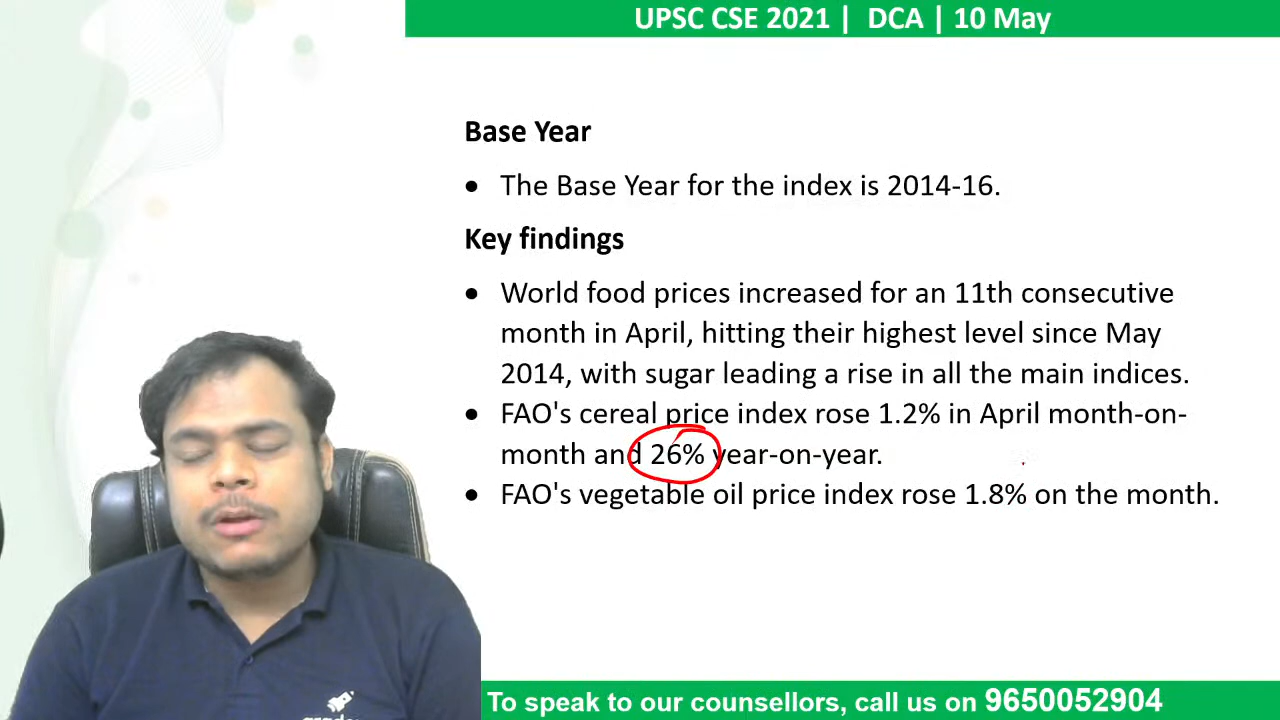 UPSC CSE 2021 | DCA | 10 May
Base Year
• The Base Year for the index is 2014-16.
Key findings
• World food prices increased for an 11th consecutive
month in April, hitting their highest level since May
2014, with sugar leading a rise in all the main indices.
• FAO's cereal price index rose 1.2% in April month-on-
month and 26% year-on-year.
• FAO's vegetable oil price index rose 1.8% on the month.
To speak to our counsellors, call us on 9650052904